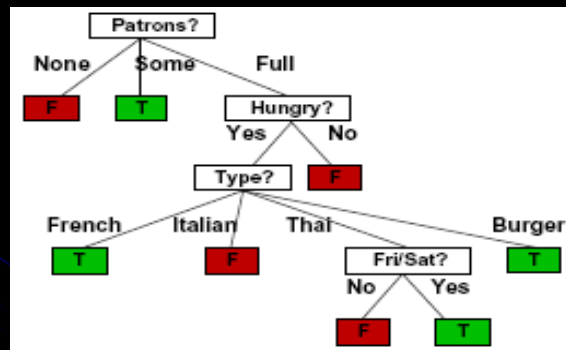 Patrons?
None Some Full
F T Hungry?
Yes No
Type? F
French Italian Thai Burger
T F Fri/Sat? T
No Yes
F T